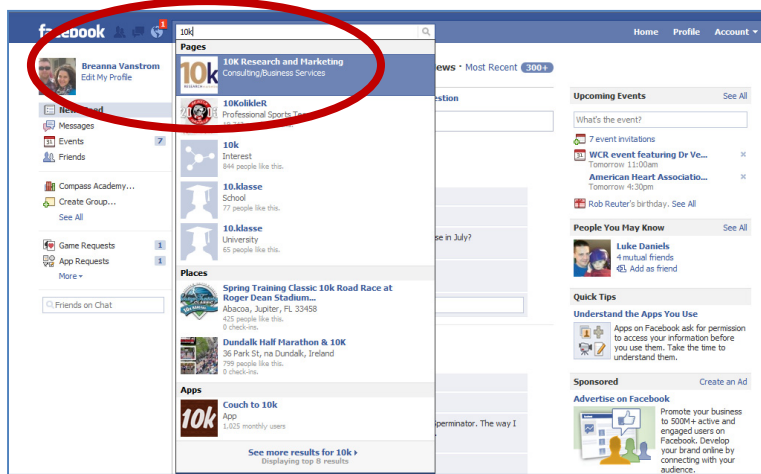 facebook
1
10k
Home Profile Account
Breanna Vanstrom
Edit My Profile
News Feed
Messages
Events 7
Friends
Compass Academy...
Create Group...
See All
Game Requests 1
App Requests 1
More
Friends on Chat
Pages
10k
10K Research and Marketing
Consulting/Business Services
10KolikleR
Professional Sports Te
10k
Interest
844 people like this.
10.klasse
School
77 people like this.
10.klasse
University
65 people like this.
Places
Spring Training Classic 10k Road Race at
Roger Dean Stadium...
Abacoa, Jupiter, FL 33458
425 people like this.
0 check-ins.
Dundalk Half Marathon & 10K
36 Park St, na Dundalk, Ireland
799 people like this.
0 check-ins.
Apps
10k
Couch to 10k
App
1,025 monthly users
See more results for 10k
Displaying top 8 results
ews · Most Recent 300+
estion
se in July?
Sperminator. The way I
Upcoming Events See All
What's the event?
7 event invitations
31 WCR event featuring Dr Ve... ×
Tomorrow 11:00am
American Heart Associatio... ×
Tomorrow 4:30pm
Rob Reuter's birthday. See All
People You May Know See All
Luke Daniels
4 mutual friends
Add as friend
Quick Tips
Understand the Apps You Use
Apps on Facebook ask for permission
to access your information before
you use them. Take the time to
understand them.
Sponsored Create an Ad
Advertise on Facebook
Promote your business
to 500M+ active and
engaged users on
Facebook. Develop
your brand online by
connecting with your
audience.